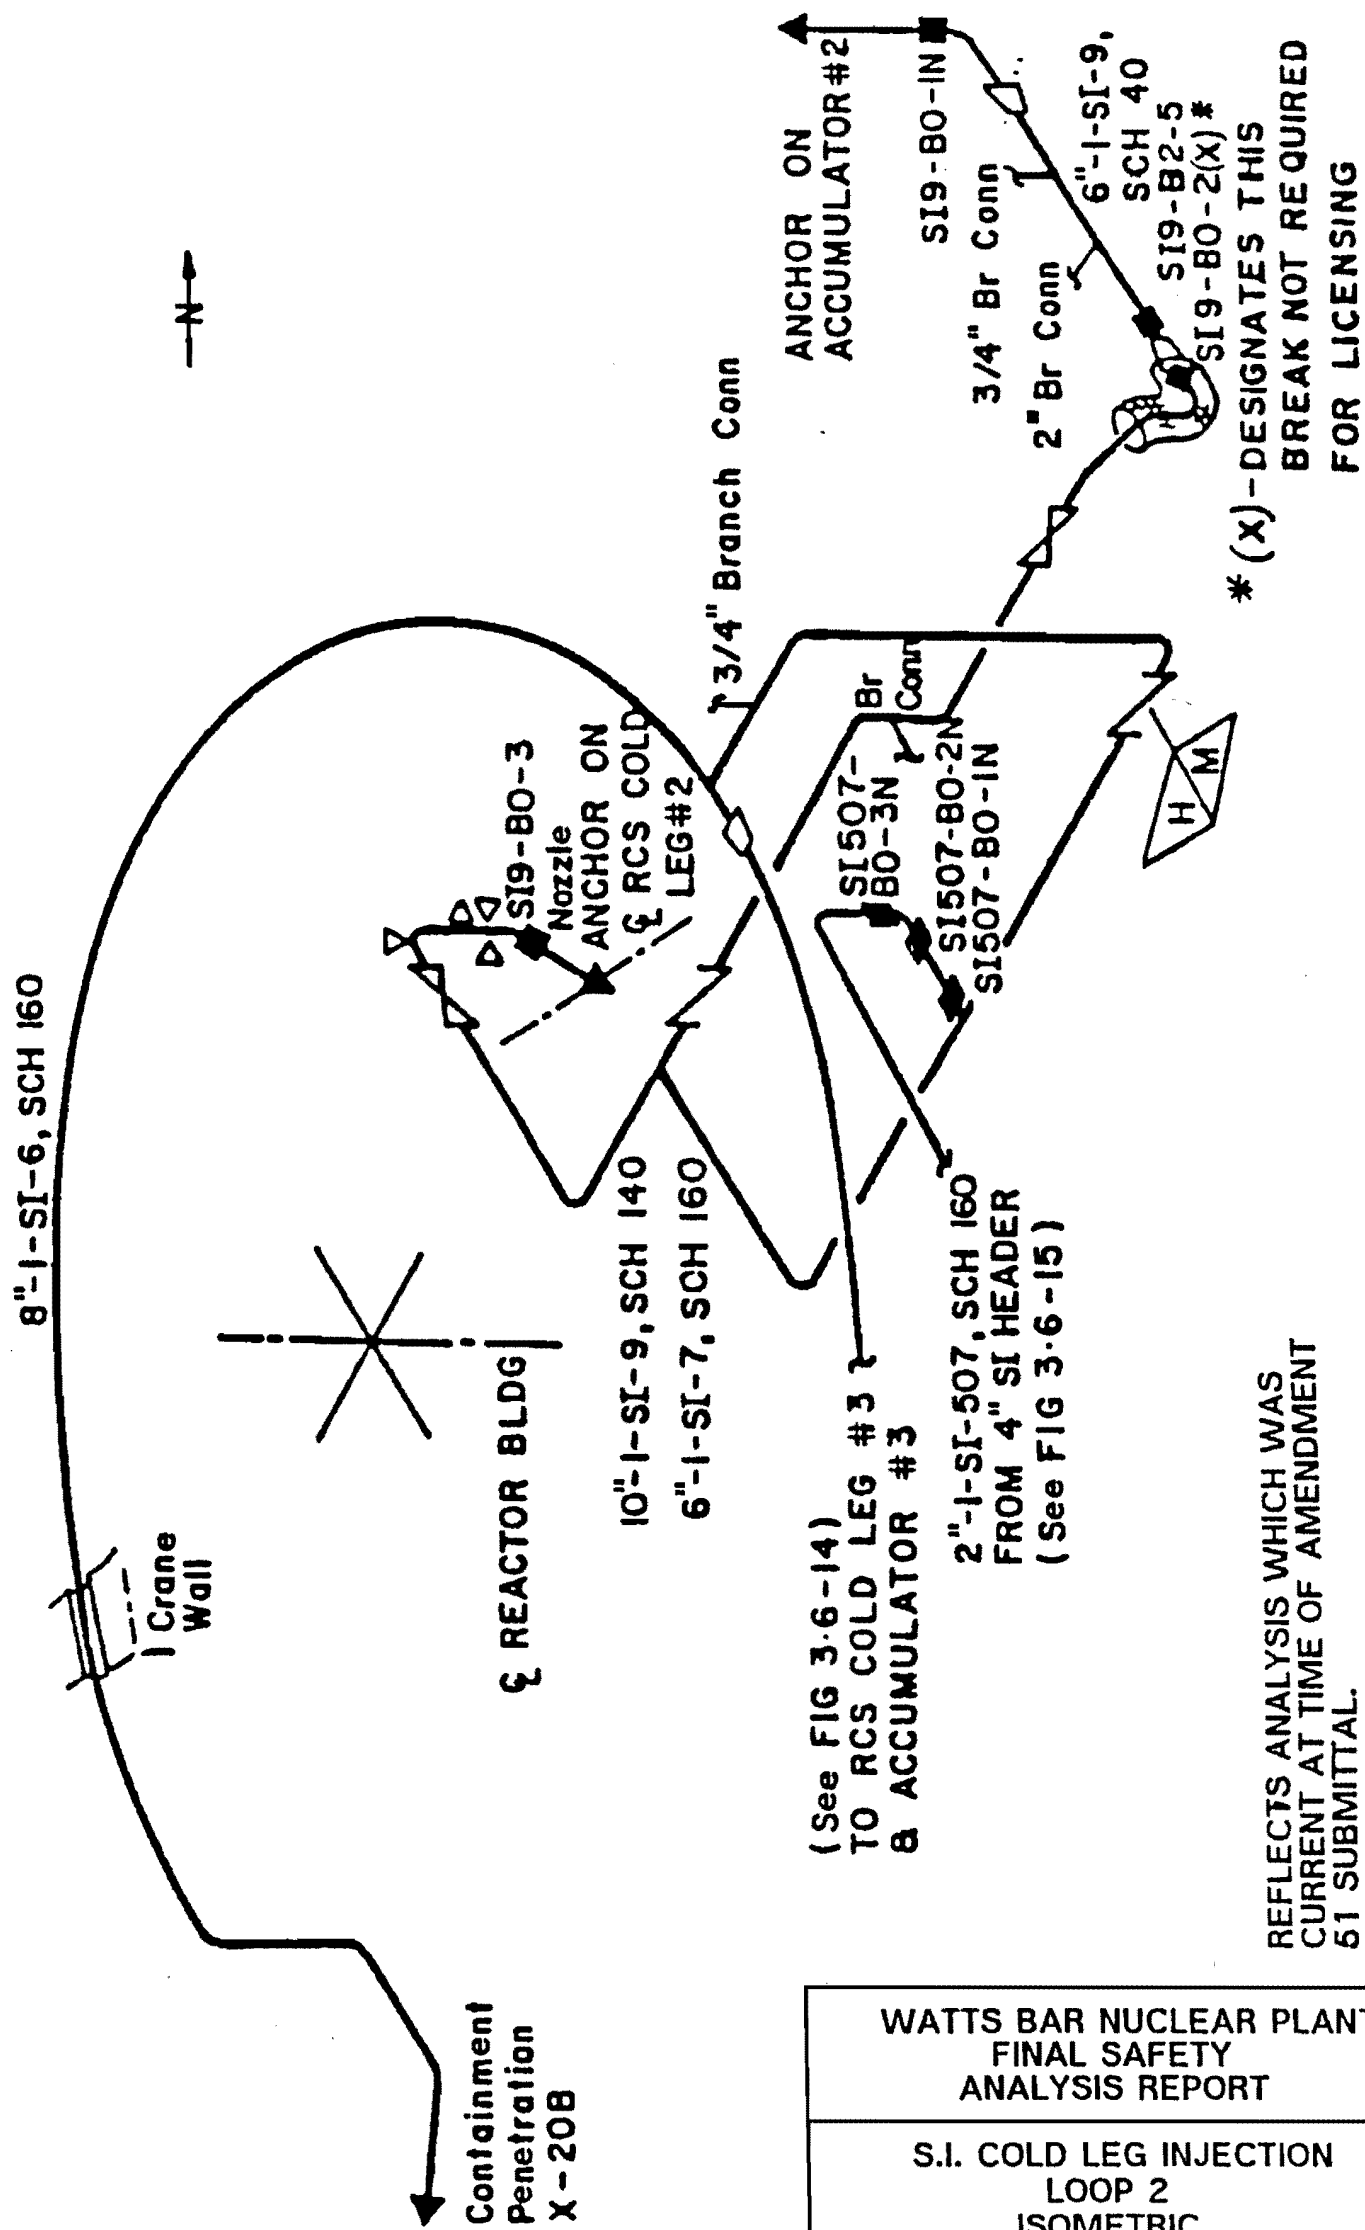 8"-1-SI-6, SCH 160
N
Crane
Wall
℄ REACTOR BLDG
Containment
Penetration
X-20B
SI9-BO-3
Nozzle
ANCHOR ON
℄ RCS COLD
LEG #2
3/4" Branch Conn
10"-1-SI-9, SCH 140
6"-1-SI-7, SCH 160
(See FIG 3.6-14)
TO RCS COLD LEG #3
& ACCUMULATOR #3
2"-1-SI-507, SCH 160
FROM 4" SI HEADER
(See FIG 3.6-15)
Br
Conn
SI507-
BO-3N
SI507-BO-2N
SI507-BO-1N
H
M
ANCHOR ON
ACCUMULATOR #2
SI9-BO-1N
3/4" Br Conn
2" Br Conn
6"-1-SI-9,
SCH 40
SI9-B2-5
SI9-BO-2(X)*
*(X)-DESIGNATES THIS
BREAK NOT REQUIRED
FOR LICENSING
REFLECTS ANALYSIS WHICH WAS
CURRENT AT TIME OF AMENDMENT
51 SUBMITTAL.
WATTS BAR NUCLEAR PLANT
FINAL SAFETY
ANALYSIS REPORT
S.I. COLD LEG INJECTION
LOOP 2
ISOMETRIC